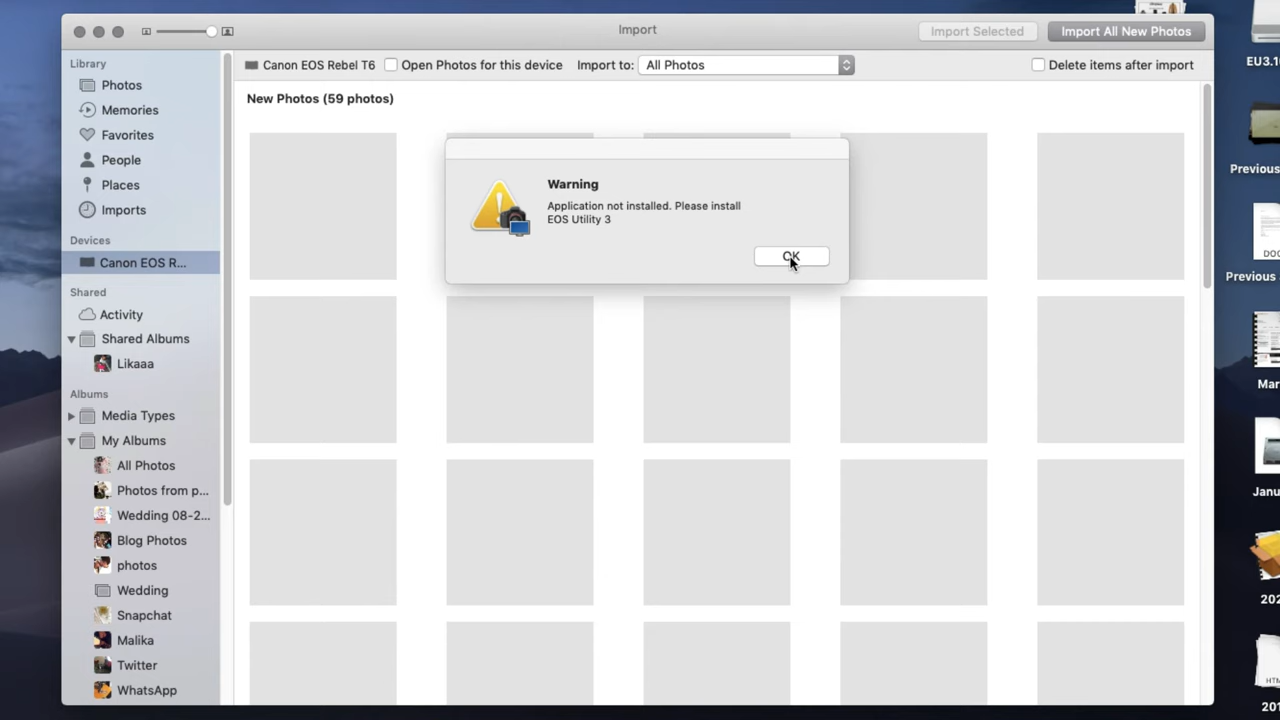 Import
Import Selected
Import All New Photos
Canon EOS Rebel T6
Open Photos for this device
Import to:
All Photos
Delete items after import
New Photos (59 photos)
Library
Photos
Memories
Favorites
People
Places
Imports
Devices
Canon EOS R...
Shared
Activity
Shared Albums
Likaaa
Albums
Media Types
My Albums
All Photos
Photos from p...
Wedding 08-2...
Blog Photos
photos
Wedding
Snapchat
Malika
Twitter
WhatsApp
Warning
Application not installed. Please install
EOS Utility 3
OK
EU3.1
Previous
DOC
Previous
Mar
Janu
202
HTM
201